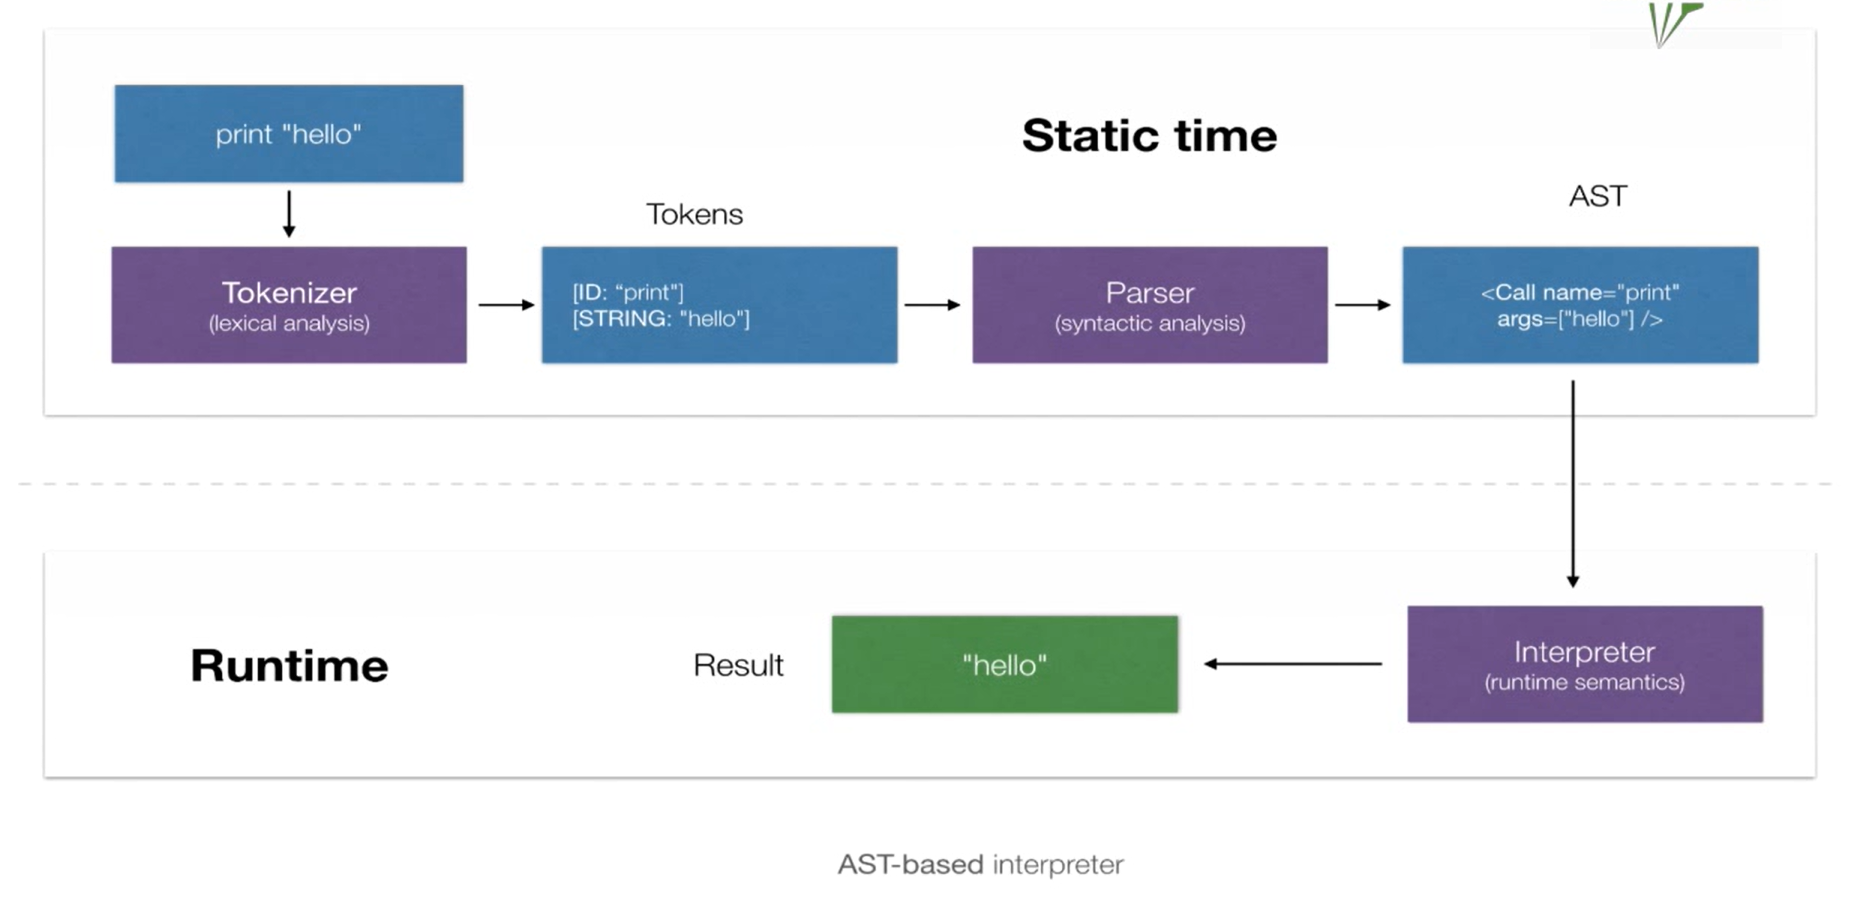 print "hello"
Static time
Tokens
AST
Tokenizer
(lexical analysis)
[ID: “print"]
[STRING: "hello"]
Parser
(syntactic analysis)
<Call name="print"
args=["hello"] />
Runtime
Result
"hello"
Interpreter
(runtime semantics)
AST-based interpreter